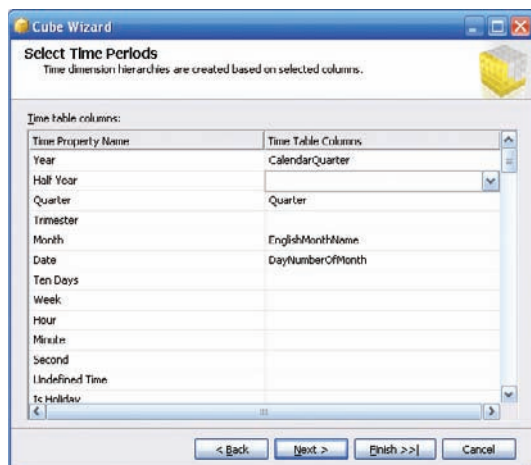 Cube Wizard
Select Time Periods
Time dimension hierarchies are created based on selected columns.
Time table columns:
Time Property Name Time Table Columns
Year CalendarQuarter
Half Year
Quarter Quarter
Trimester
Month EnglishMonthName
Date DayNumberOfMonth
Ten Days
Week
Hour
Minute
Second
Undefined Time
Is Holiday
< Back Next > Finish >>| Cancel